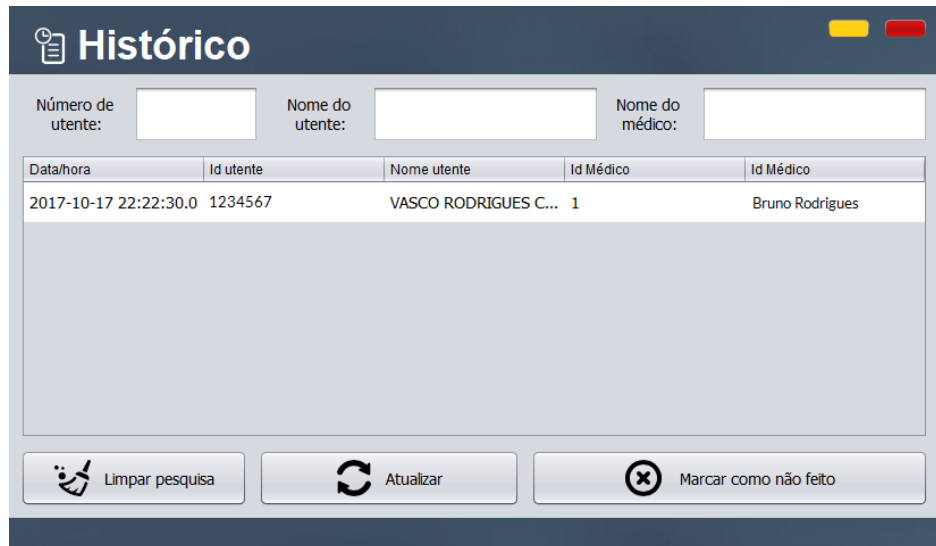 Histórico
Número de utente:
Nome do utente:
Nome do médico:
Data/hora Id utente Nome utente Id Médico Id Médico
2017-10-17 22:22:30.0 1234567 VASCO RODRIGUES C... 1 Bruno Rodrigues
Limpar pesquisa Atualizar Marcar como não feito